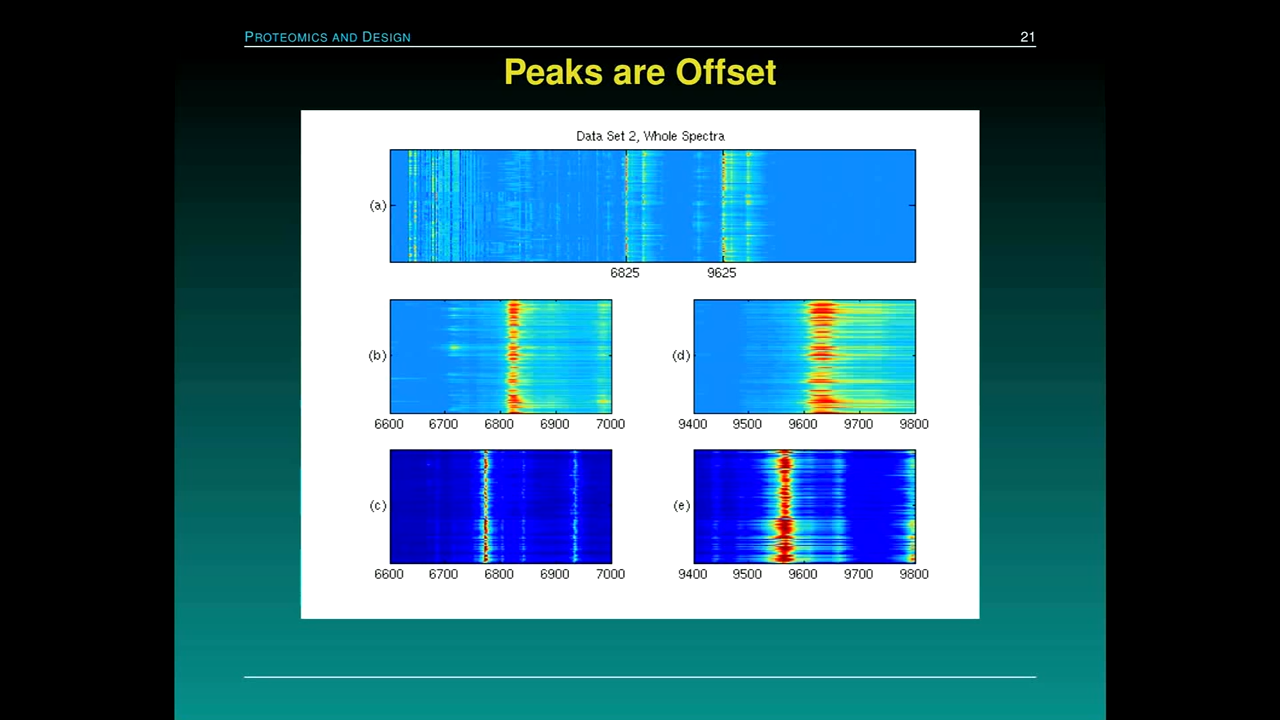 PROTEOMICS AND DESIGN 21
Peaks are Offset
Data Set 2, Whole Spectra
(a)
6825 9625
(b) (d)
6600 6700 6800 6900 7000 9400 9500 9600 9700 9800
(c) (e)
6600 6700 6800 6900 7000 9400 9500 9600 9700 9800